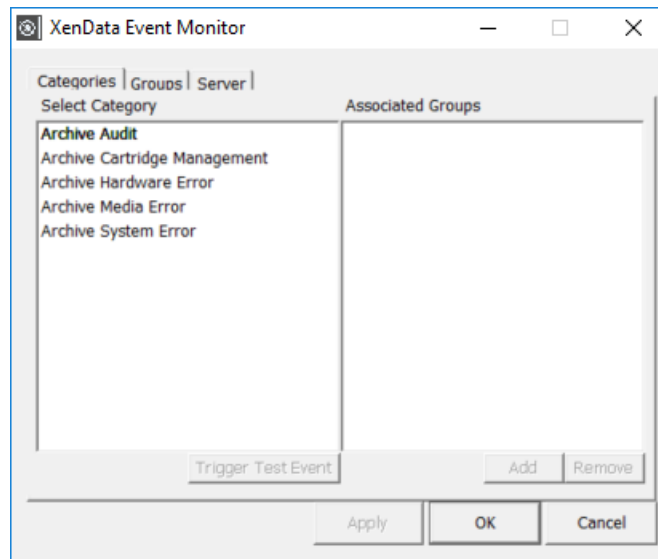 XenData Event Monitor
Categories Groups Server
Select Category Associated Groups
Archive Audit
Archive Cartridge Management
Archive Hardware Error
Archive Media Error
Archive System Error
Trigger Test Event Add Remove
Apply OK Cancel